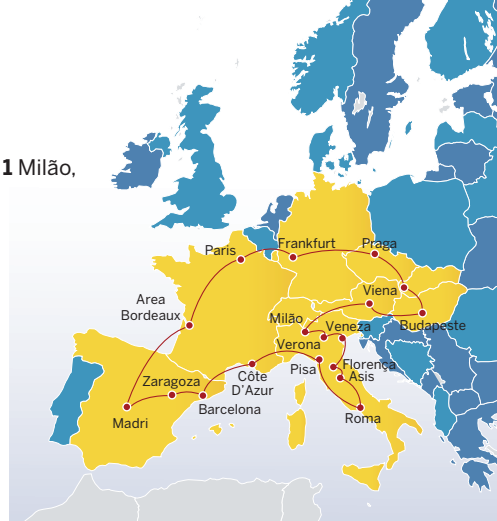 1 Milão,
Paris
Frankfurt
Praga
Viena
Area
Bordeaux
Milão
Veneza
Budapeste
Verona
Pisa
Florença
Asis
Zaragoza
Côte
D'Azur
Barcelona
Madri
Roma